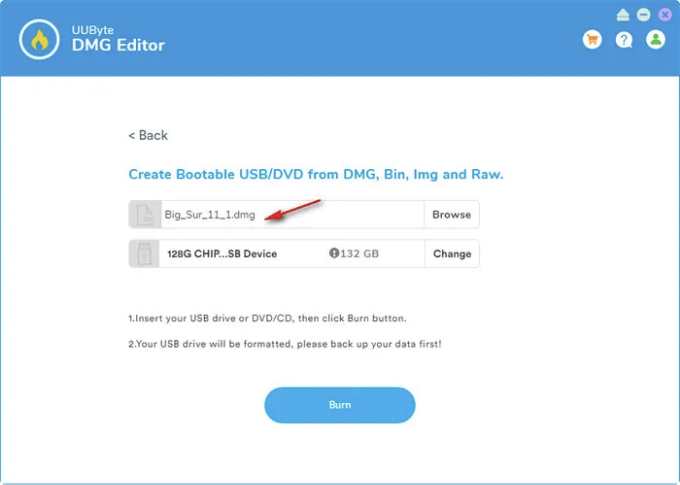 UUByte
DMG Editor
< Back
Create Bootable USB/DVD from DMG, Bin, Img and Raw.
Big_Sur_11_1.dmg
Browse
128G CHIP...SB Device
132 GB
Change
1.Insert your USB drive or DVD/CD, then click Burn button.
2.Your USB drive will be formatted, please back up your data first!
Burn